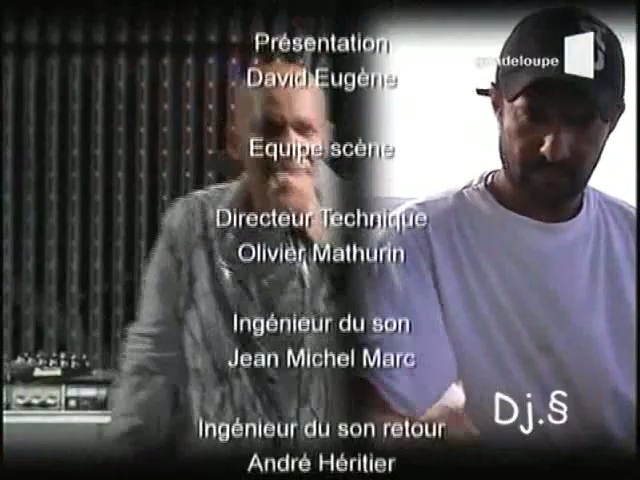 Présentation
guadeloupe
David Eugène
Equipe scène
Directeur Technique
Olivier Mathurin
Ingénieur du son
Jean Michel Marc
Dj.§
Ingénieur du son retour
André Héritier